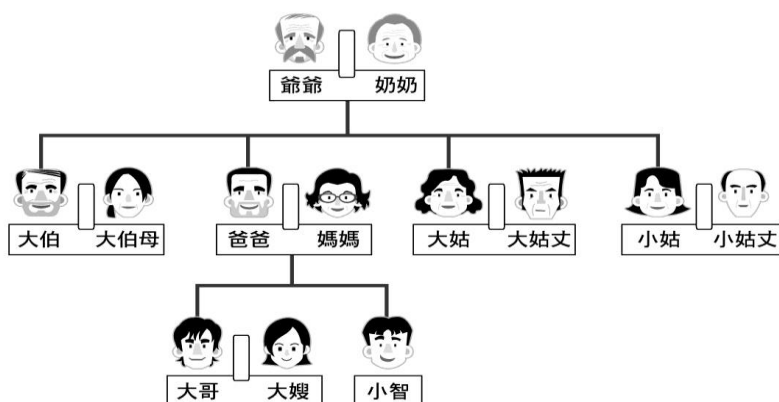 爺爺 奶奶
大伯 大伯母 爸爸 媽媽 大姑 大姑丈 小姑 小姑丈
大哥 大嫂 小智